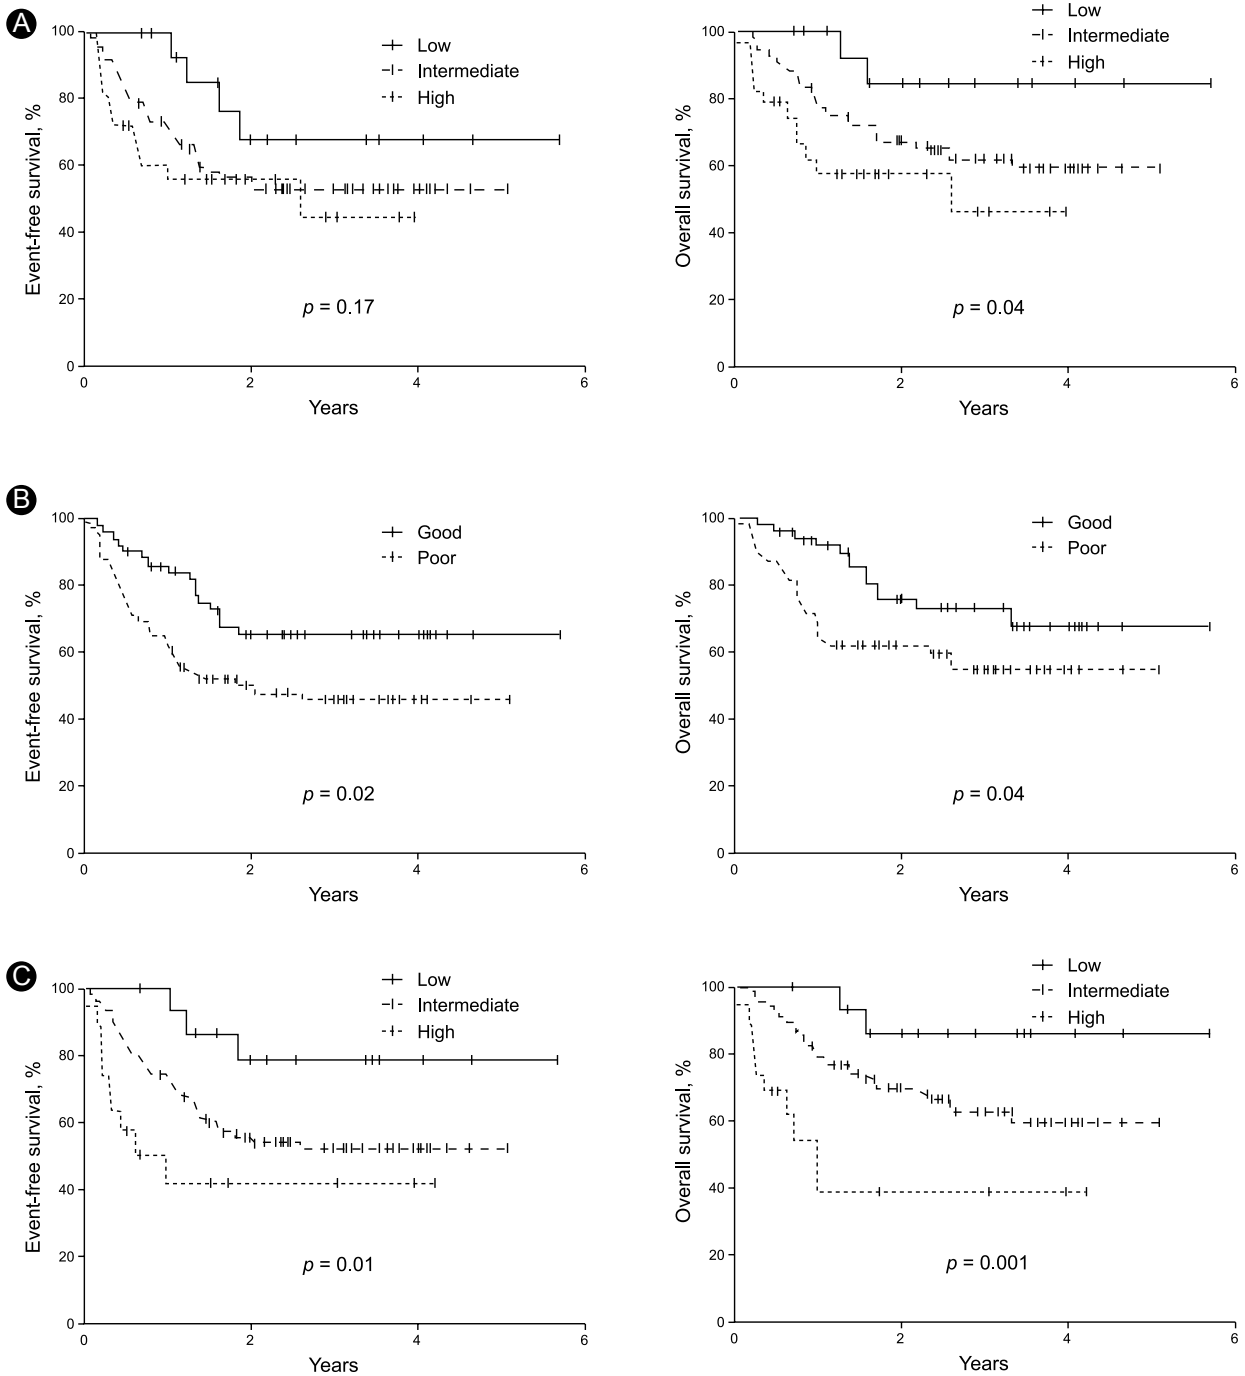 A
Low
Intermediate
High
100
80
60
40
20
0
Event-free survival, %
p = 0.17
0 2 4 6
Years
Low
Intermediate
High
100
80
60
40
20
0
Overall survival, %
p = 0.04
0 2 4 6
Years
B
Good
Poor
100
80
60
40
20
0
Event-free survival, %
p = 0.02
0 2 4 6
Years
Good
Poor
100
80
60
40
20
0
Overall survival, %
p = 0.04
0 2 4 6
Years
C
Low
Intermediate
High
100
80
60
40
20
0
Event-free survival, %
p = 0.01
0 2 4 6
Years
Low
Intermediate
High
100
80
60
40
20
0
Overall survival, %
p = 0.001
0 2 4 6
Years